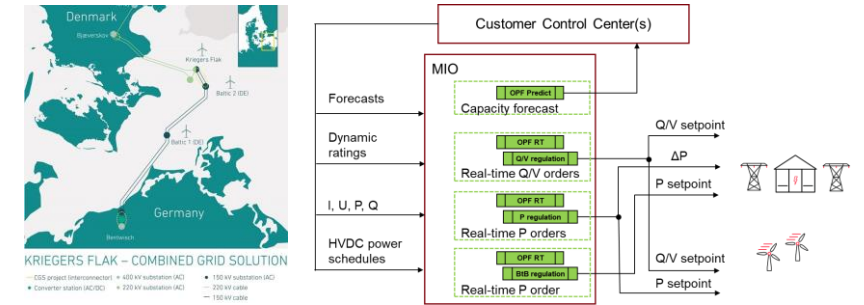 Denmark
Bjæverskov
Kriegers Flak
Baltic 2 (DE)
Baltic 1 (DE)
Germany
Bentwisch
KRIEGERS FLAK – COMBINED GRID SOLUTION
CGS project (interconnector)
400 kV substation (AC)
150 kV substation (AC)
Converter station (AC/DC)
220 kV substation (AC)
220 kV cable
150 kV cable
Customer Control Center(s)
MIO
OPF Predict
Capacity forecast
OPF RT
Q/V regulation
Real-time Q/V orders
OPF RT
P regulation
Real-time P orders
OPF RT
BtB regulation
Real-time P order
Forecasts
Dynamic
ratings
I, U, P, Q
HVDC power
schedules
Q/V setpoint
ΔP
P setpoint
Q/V setpoint
P setpoint